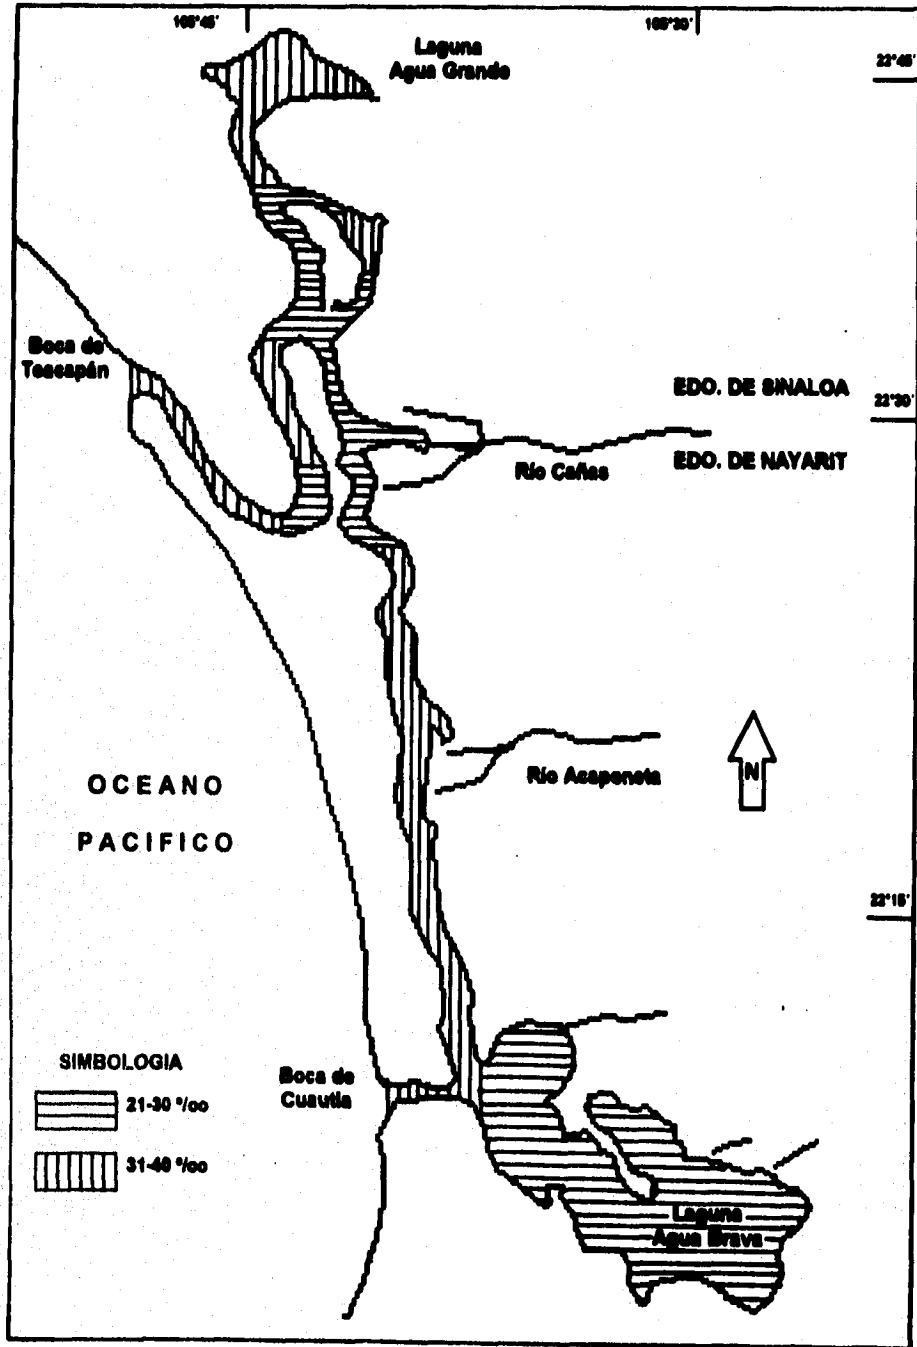 105°45'
105°30'
Laguna
Agua Grande
22°45'
Boca de
Teacapán
EDO. DE SINALOA
22°30'
Río Cañas
EDO. DE NAYARIT
OCEANO
PACIFICO
Río Acaponeta
N
22°15'
SIMBOLOGIA
21-30 º/oo
31-40 º/oo
Boca de
Cuautla
Laguna
Agua Brava